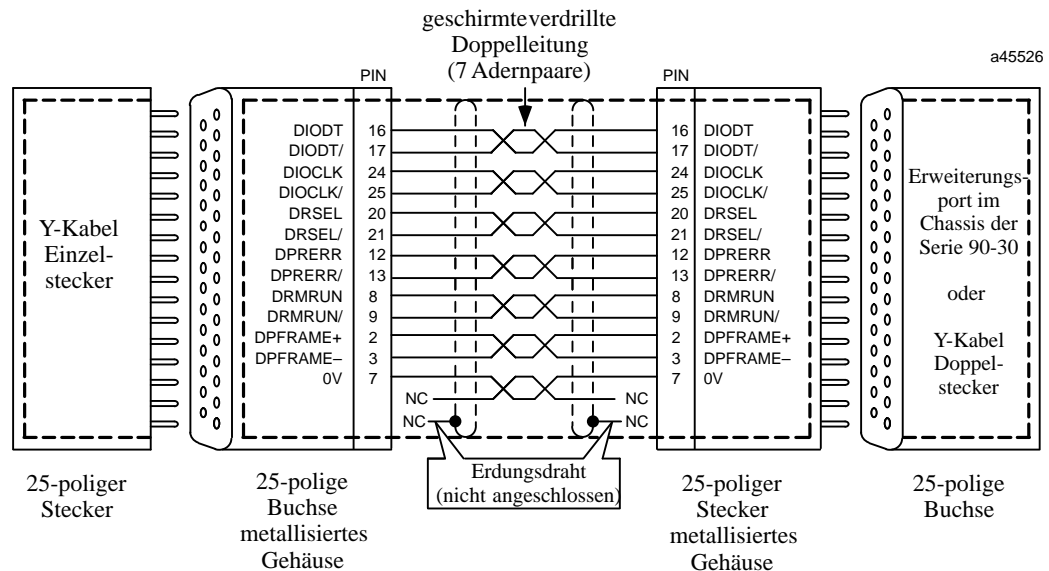 geschirmteverdrillte
Doppelleitung
(7 Adernpaare)
a45526
PIN
PIN
DIODT 16
DIODT/ 17
DIOCLK 24
DIOCLK/ 25
DRSEL 20
DRSEL/ 21
DPRERR 12
DPRERR/ 13
DRMRUN 8
DRMRUN/ 9
DPFRAME+ 2
DPFRAME– 3
0V 7
NC
NC
16 DIODT
17 DIODT/
24 DIOCLK
25 DIOCLK/
20 DRSEL
21 DRSEL/
12 DPRERR
13 DPRERR/
8 DRMRUN
9 DRMRUN/
2 DPFRAME+
3 DPFRAME–
7 0V
NC
NC
Y-Kabel
Einzel-
stecker
Erweiterungs-
port im
Chassis der
Serie 90-30
oder
Y-Kabel
Doppel-
stecker
Erdungsdraht
(nicht angeschlossen)
25-poliger
Stecker
25-polige
Buchse
metallisiertes
Gehäuse
25-poliger
Stecker
metallisiertes
Gehäuse
25-polige
Buchse